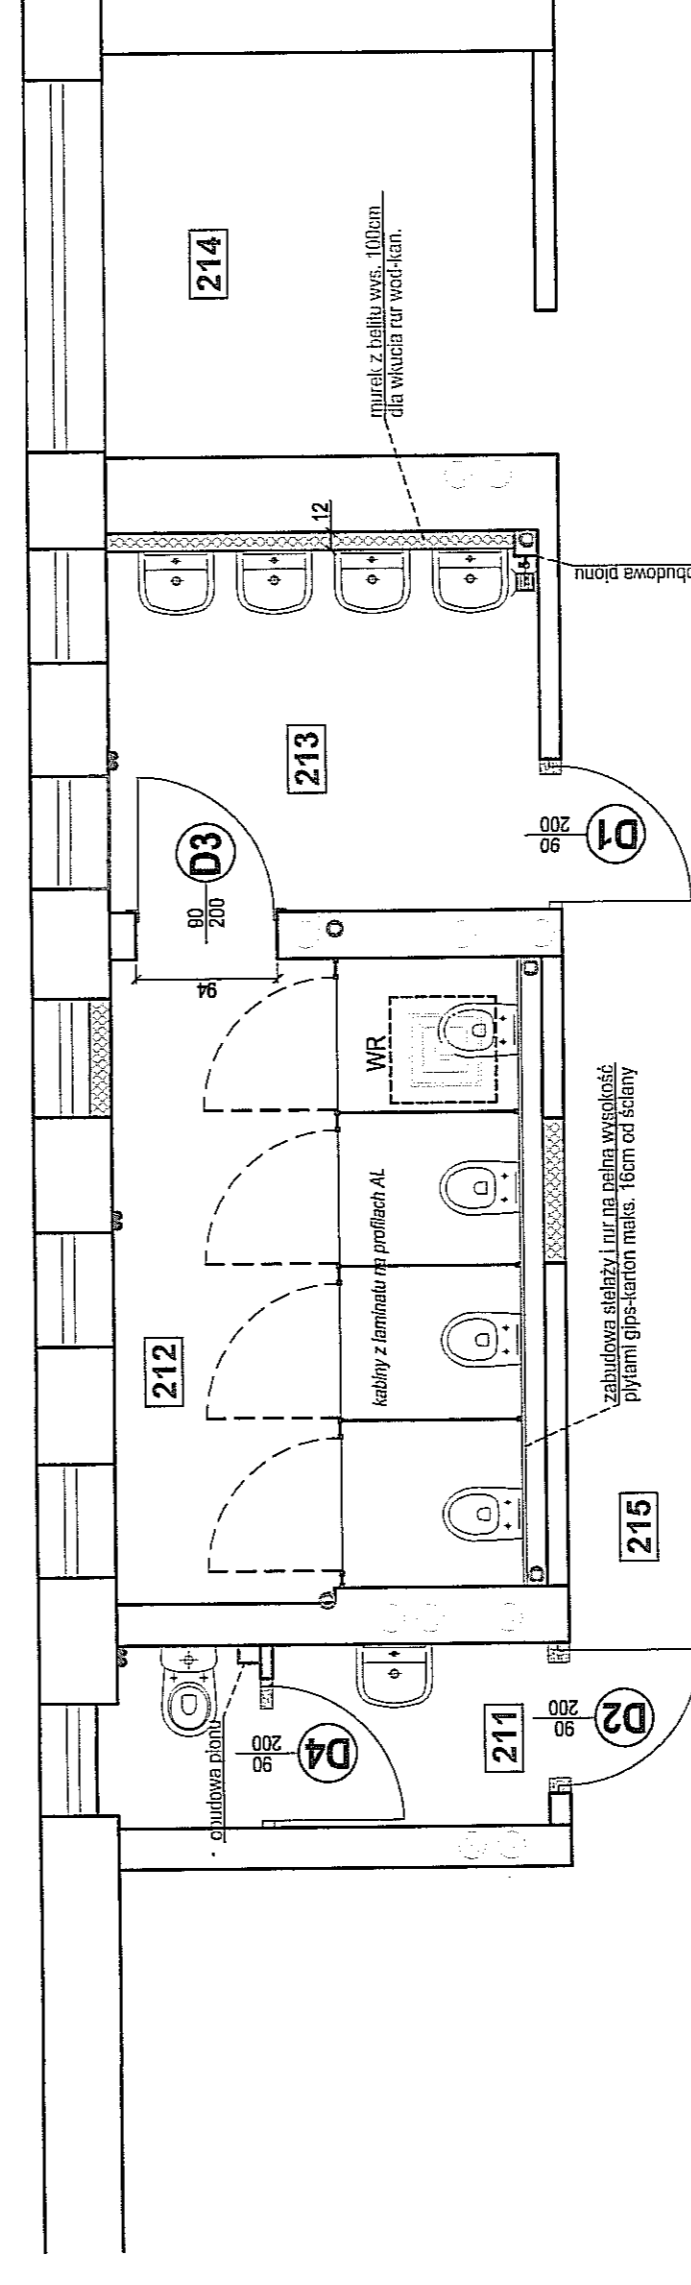 214
murek z belitu wys. 100cm
dla wkucia rur wod-kan.
12
obudowa pionu
213
D3
90
200
D1
90
200
94
WR
kabiny z laminatu na profilach AL
212
zabudowa stelaży i rur na pełną wysokość
płytami gips-karton maks. 16cm od ściany
215
obudowa pionu
D4
90
200
211
D2
90
200